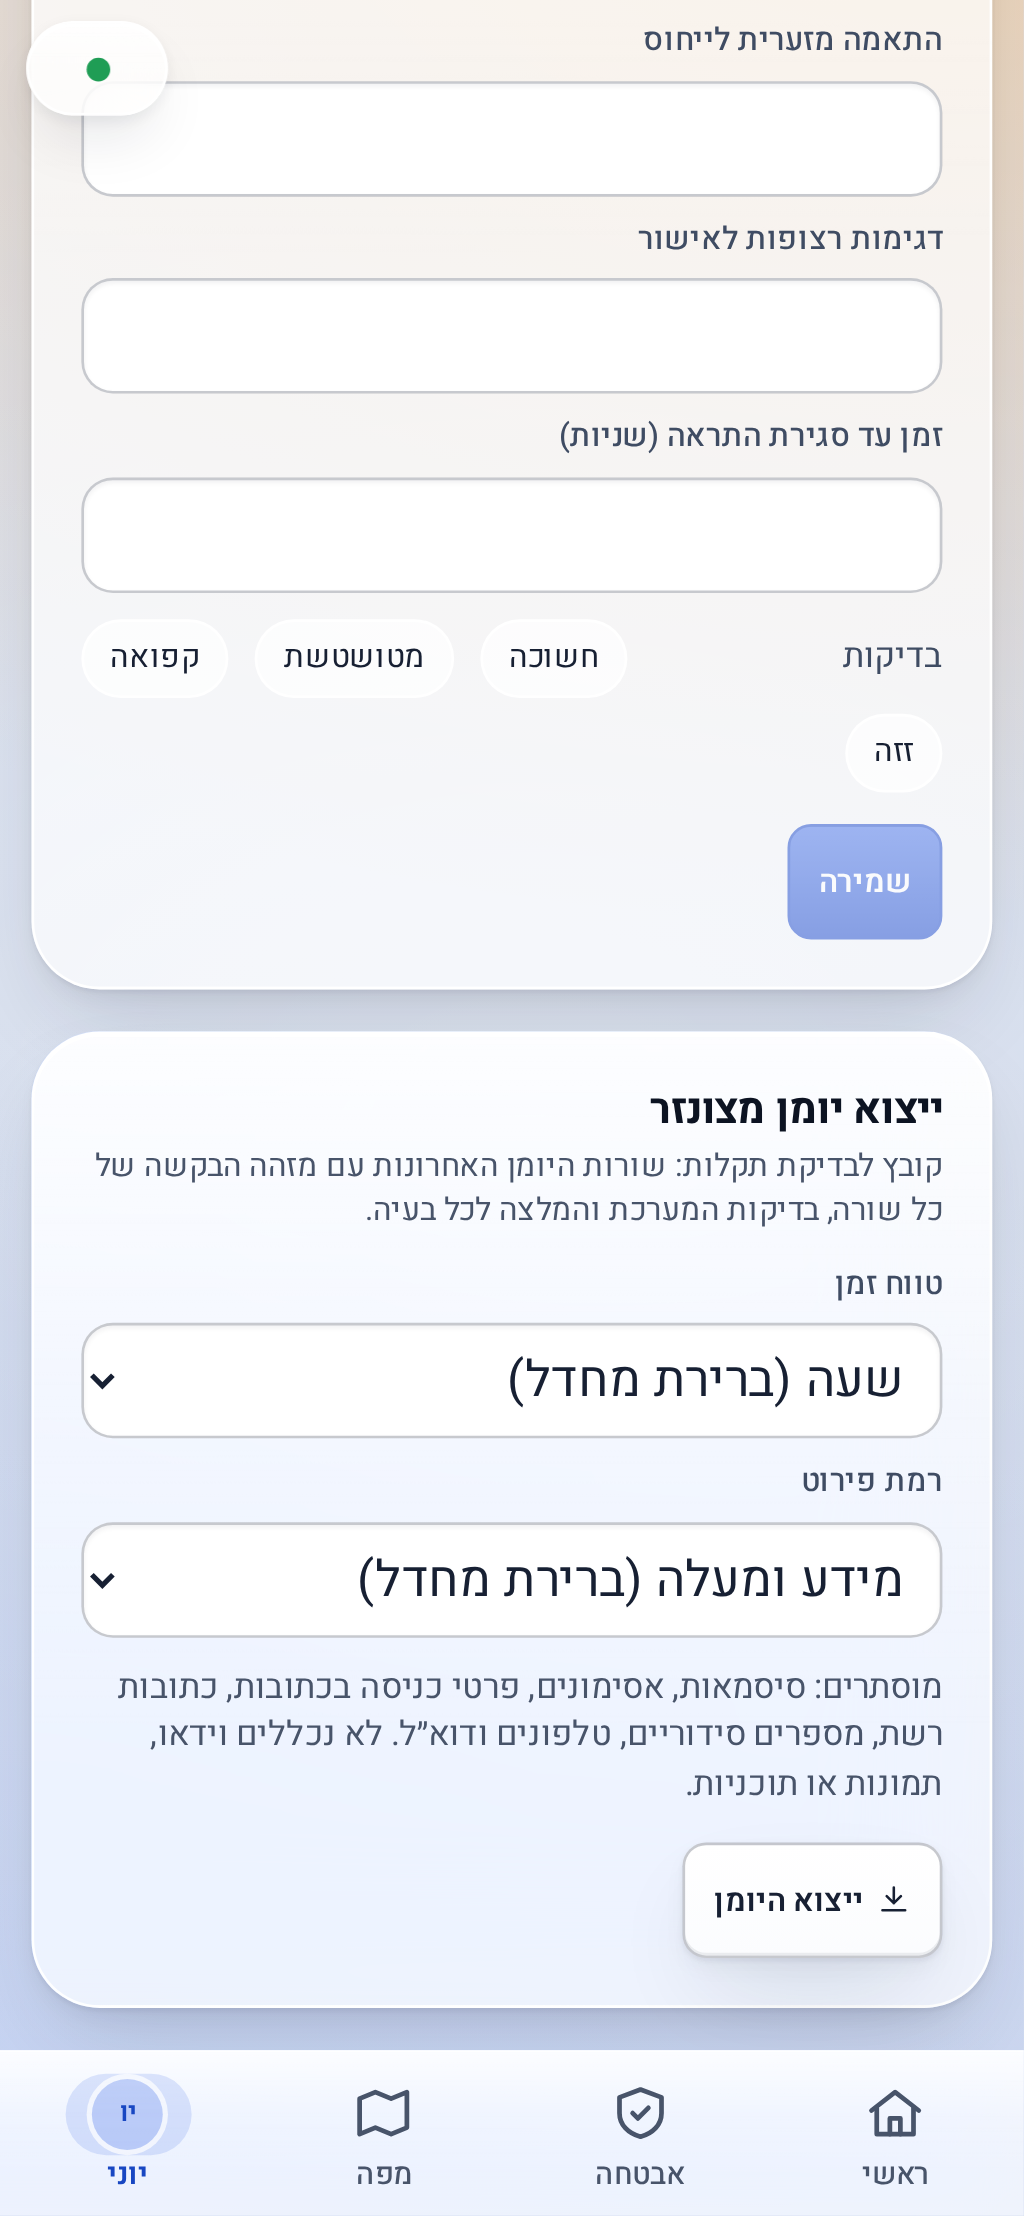 התאמה מזערית לייחוס
דגימות רצופות לאישור
זמן עד סגירת התראה (שניות)
בדיקות
חשוכה
מטושטשת
קפואה
זזה
שמירה
ייצוא יומן מצונזר
קובץ לבדיקת תקלות: שורות היומן האחרונות עם מזהה הבקשה של
כל שורה, בדיקות המערכת והמלצה לכל בעיה.
טווח זמן
שעה (ברירת מחדל)
רמת פירוט
מידע ומעלה (ברירת מחדל)
מוסתרים: סיסמאות, אסימונים, פרטי כניסה בכתובות, כתובות
רשת, מספרים סידוריים, טלפונים ודוא״ל. לא נכללים וידאו,
תמונות או תוכניות.
ייצוא היומן
ראשי
אבטחה
מפה
יו
יוני